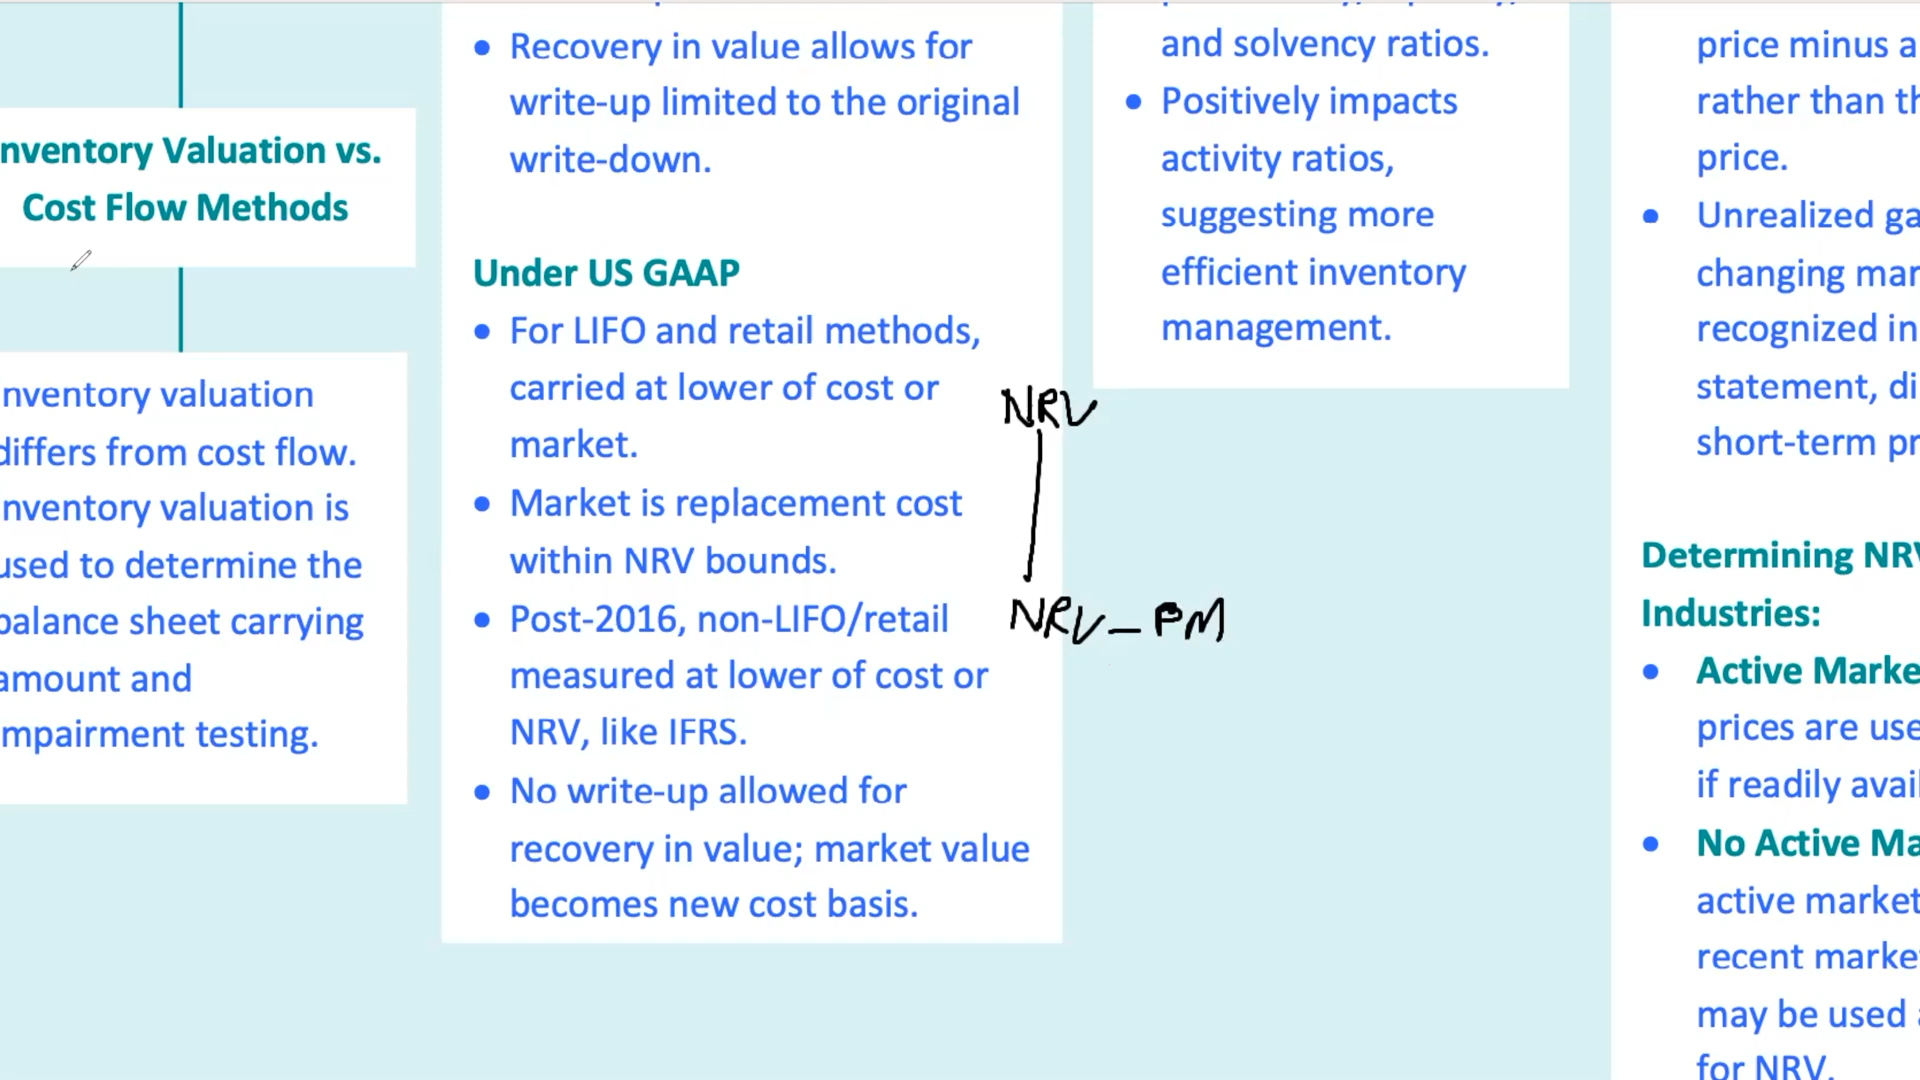 nventory Valuation vs.
Cost Flow Methods
nventory valuation
differs from cost flow.
nventory valuation is
used to determine the
balance sheet carrying
amount and
mpairment testing.
● Recovery in value allows for
write-up limited to the original
write-down.
Under US GAAP
● For LIFO and retail methods,
carried at lower of cost or
market.
● Market is replacement cost
within NRV bounds.
● Post-2016, non-LIFO/retail
measured at lower of cost or
NRV, like IFRS.
● No write-up allowed for
recovery in value; market value
becomes new cost basis.
NRV
NRV - PM
and solvency ratios.
● Positively impacts
activity ratios,
suggesting more
efficient inventory
management.
price minus a
rather than th
price.
● Unrealized ga
changing mar
recognized in
statement, di
short-term pr
Determining NRV
Industries:
● Active Marke
prices are use
if readily avail
● No Active Ma
active market
recent marke
may be used a
for NRV.